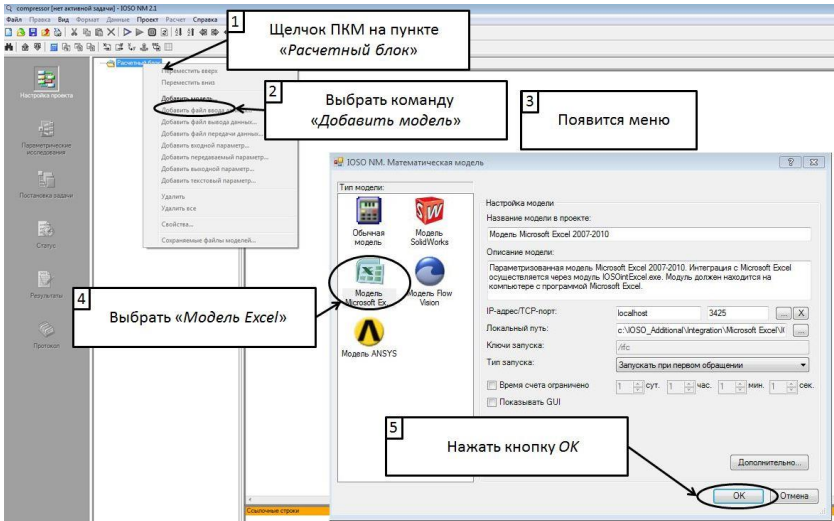 compressor [нет активной задачи] - IOSO NM 2.1
Файл Правка Вид Формат Данные Проект Расчет Справка
1
Щелчок ПКМ на пункте
«Расчетный блок»
Расчетный блок
Переместить вверх
Переместить вниз
Добавить модель...
Добавить файл ввода данных...
Добавить файл вывода данных...
Добавить файл передачи данных...
Добавить входной параметр...
Добавить передаваемый параметр...
Добавить выходной параметр...
Добавить текстовый параметр...
Удалить
Удалить все
Свойства...
Сохраняемые файлы моделей...
2
Выбрать команду
«Добавить модель»
3
Появится меню
Настройка проекта
Параметрические
исследования
Постановка задачи
Статус
Результаты
Протокол
4
Выбрать «Модель Excel»
IOSO NM. Математическая модель
Тип модели:
Обычная
модель
Модель
SolidWorks
Модель
Microsoft Ex...
Модель Flow
Vision
Модель ANSYS
Настройка модели
Название модели в проекте:
Модель Microsoft Excel 2007-2010
Описание модели:
Параметризованная модель Microsoft Excel 2007-2010. Интеграция с Microsoft Excel
осуществляется через модуль IOSOintExcel.exe. Модуль должен находится на
компьютере с программой Microsoft Excel.
IP-адрес/TCP-порт:
localhost
3425
...
X
Локальный путь:
c:\IOSO_Additional\Integration\Microsoft Excel\I
...
Ключи запуска:
/ifc
Тип запуска:
Запускать при первом обращении
Время счета ограничено
1 сут. 1 час. 1 мин. 1 сек.
Показывать GUI
5
Нажать кнопку OK
Дополнительно...
OK
Отмена
Ссылочные строки